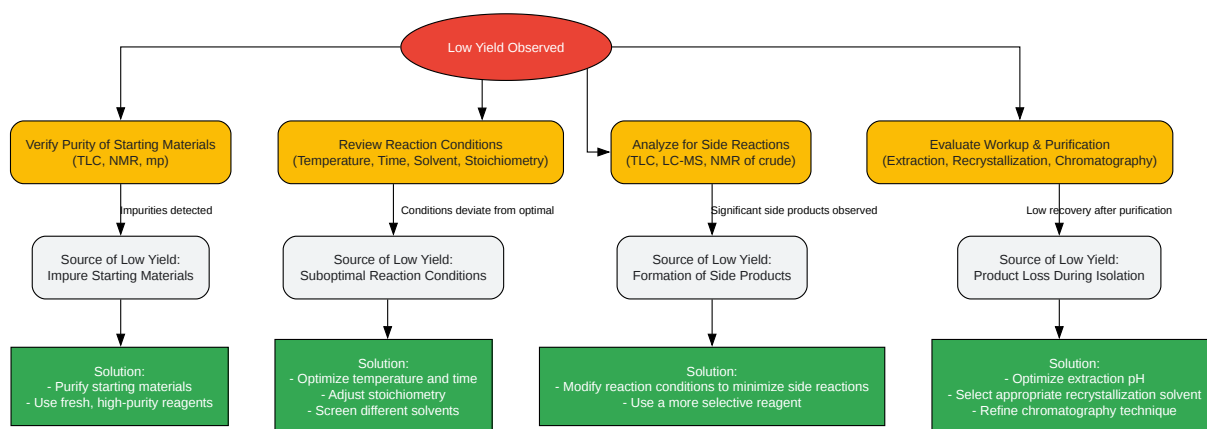 Low Yield Observed
Verify Purity of Starting Materials
(TLC, NMR, mp)
Review Reaction Conditions
(Temperature, Time, Solvent, Stoichiometry)
Analyze for Side Reactions
(TLC, LC-MS, NMR of crude)
Evaluate Workup & Purification
(Extraction, Recrystallization, Chromatography)
Impurities detected
Conditions deviate from optimal
Significant side products observed
Low recovery after purification
Source of Low Yield:
Impure Starting Materials
Source of Low Yield:
Suboptimal Reaction Conditions
Source of Low Yield:
Formation of Side Products
Source of Low Yield:
Product Loss During Isolation
Solution:
- Purify starting materials
- Use fresh, high-purity reagents
Solution:
- Optimize temperature and time
- Adjust stoichiometry
- Screen different solvents
Solution:
- Modify reaction conditions to minimize side reactions
- Use a more selective reagent
Solution:
- Optimize extraction pH
- Select appropriate recrystallization solvent
- Refine chromatography technique